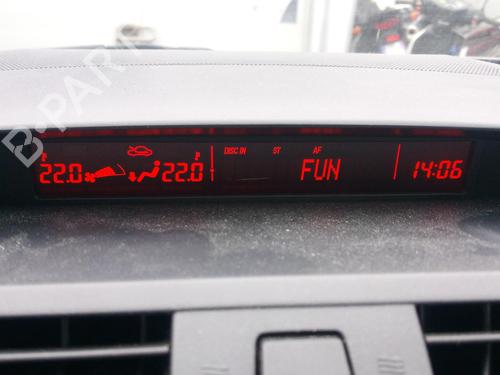 DISC IN ST AF
22.0 22.0 FUN 14:06
B-PARTS